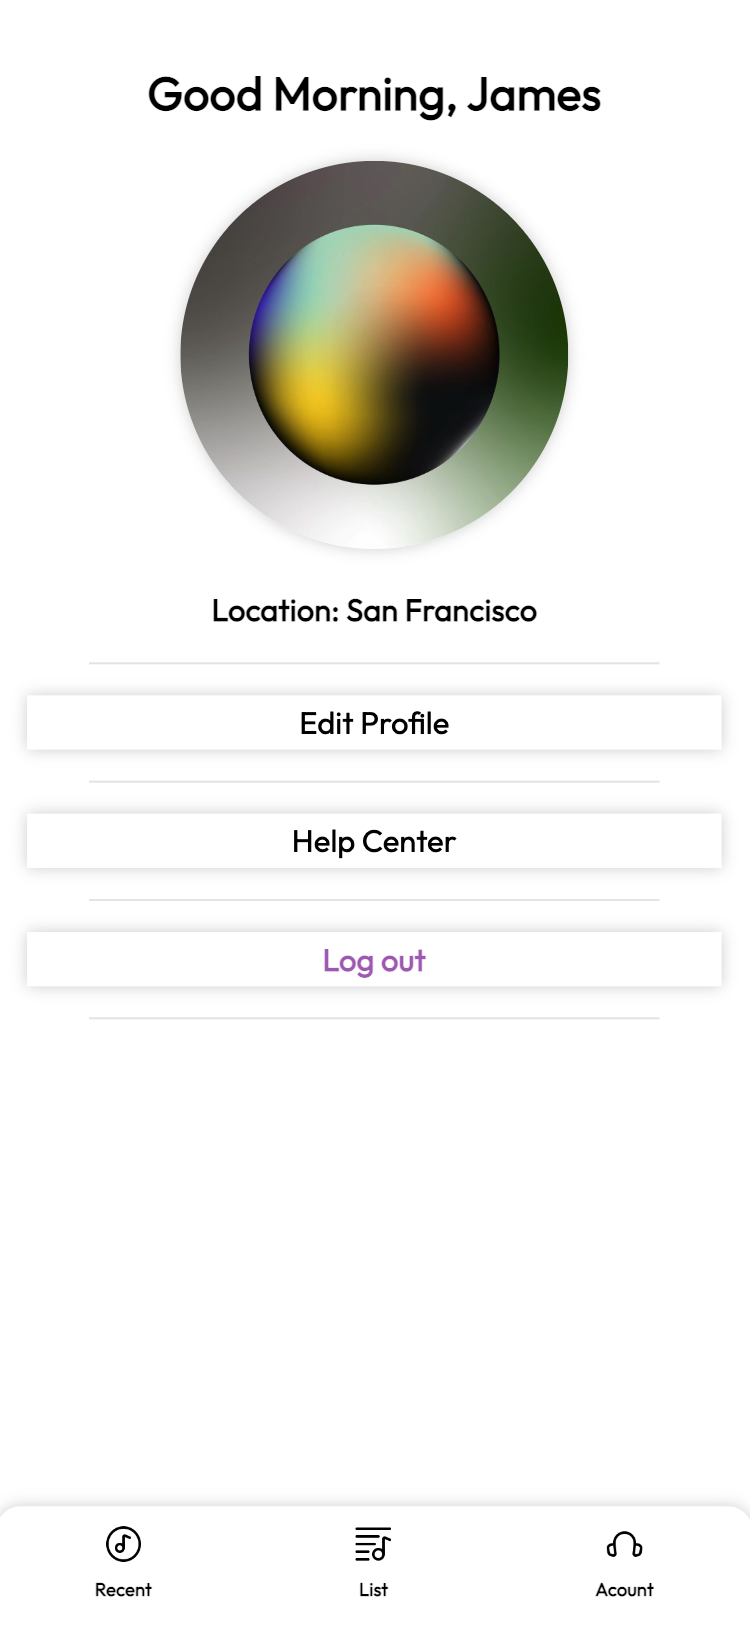 Good Morning, James
Location: San Francisco
Edit Profile
Help Center
Log out
Recent
List
Acount